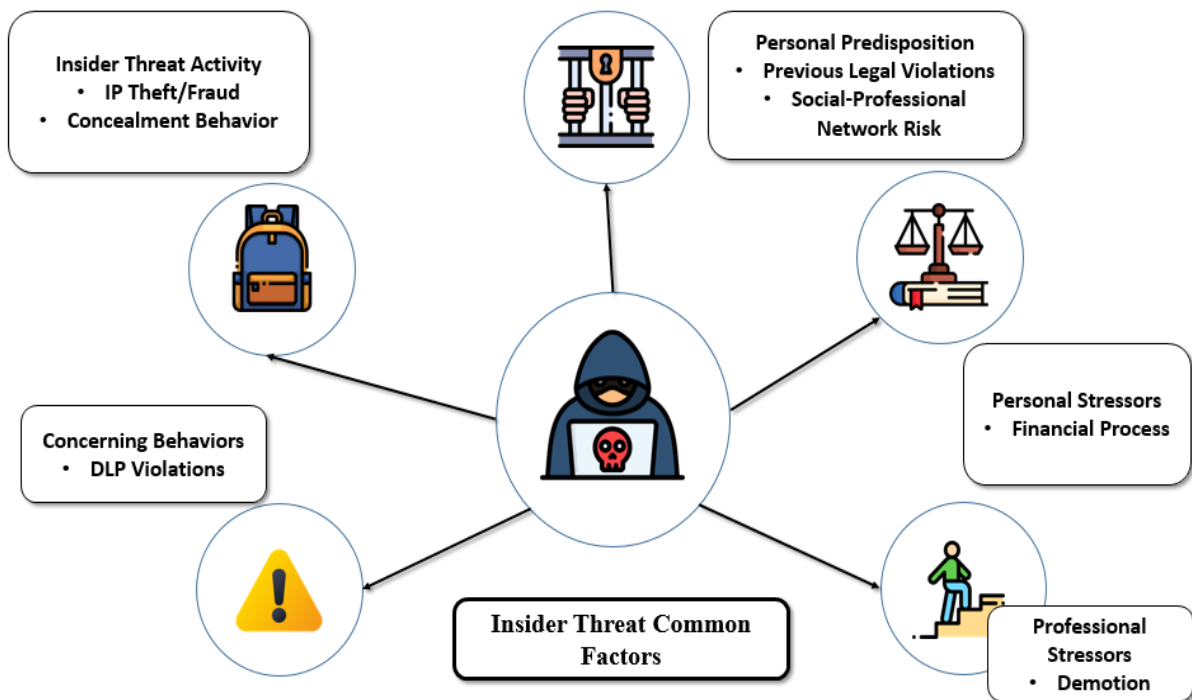 Insider Threat Activity
• IP Theft/Fraud
• Concealment Behavior
Personal Predisposition
• Previous Legal Violations
• Social-Professional
Network Risk
Personal Stressors
• Financial Process
Concerning Behaviors
• DLP Violations
Insider Threat Common
Factors
Professional
Stressors
• Demotion